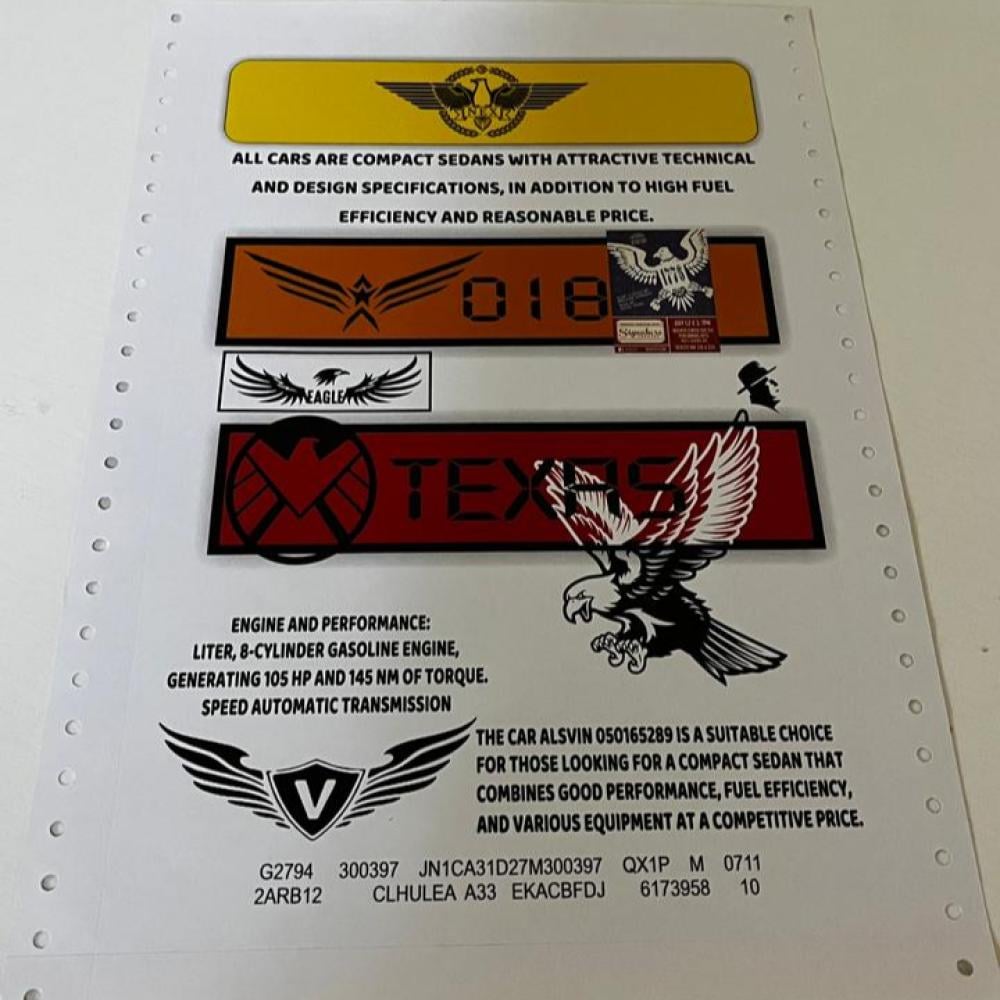 ALL CARS ARE COMPACT SEDANS WITH ATTRACTIVE TECHNICAL
AND DESIGN SPECIFICATIONS, IN ADDITION TO HIGH FUEL
EFFICIENCY AND REASONABLE PRICE.
018
1776
Signature
EAGLE
TEXAS
ENGINE AND PERFORMANCE:
LITER, 8-CYLINDER GASOLINE ENGINE,
GENERATING 105 HP AND 145 NM OF TORQUE.
SPEED AUTOMATIC TRANSMISSION
V
THE CAR ALSVIN 050165289 IS A SUITABLE CHOICE
FOR THOSE LOOKING FOR A COMPACT SEDAN THAT
COMBINES GOOD PERFORMANCE, FUEL EFFICIENCY,
AND VARIOUS EQUIPMENT AT A COMPETITIVE PRICE.
G2794 300397 JN1CA31D27M300397 QX1P M 0711
2ARB12 CLHULEA A33 EKACBFDJ 6173958 10